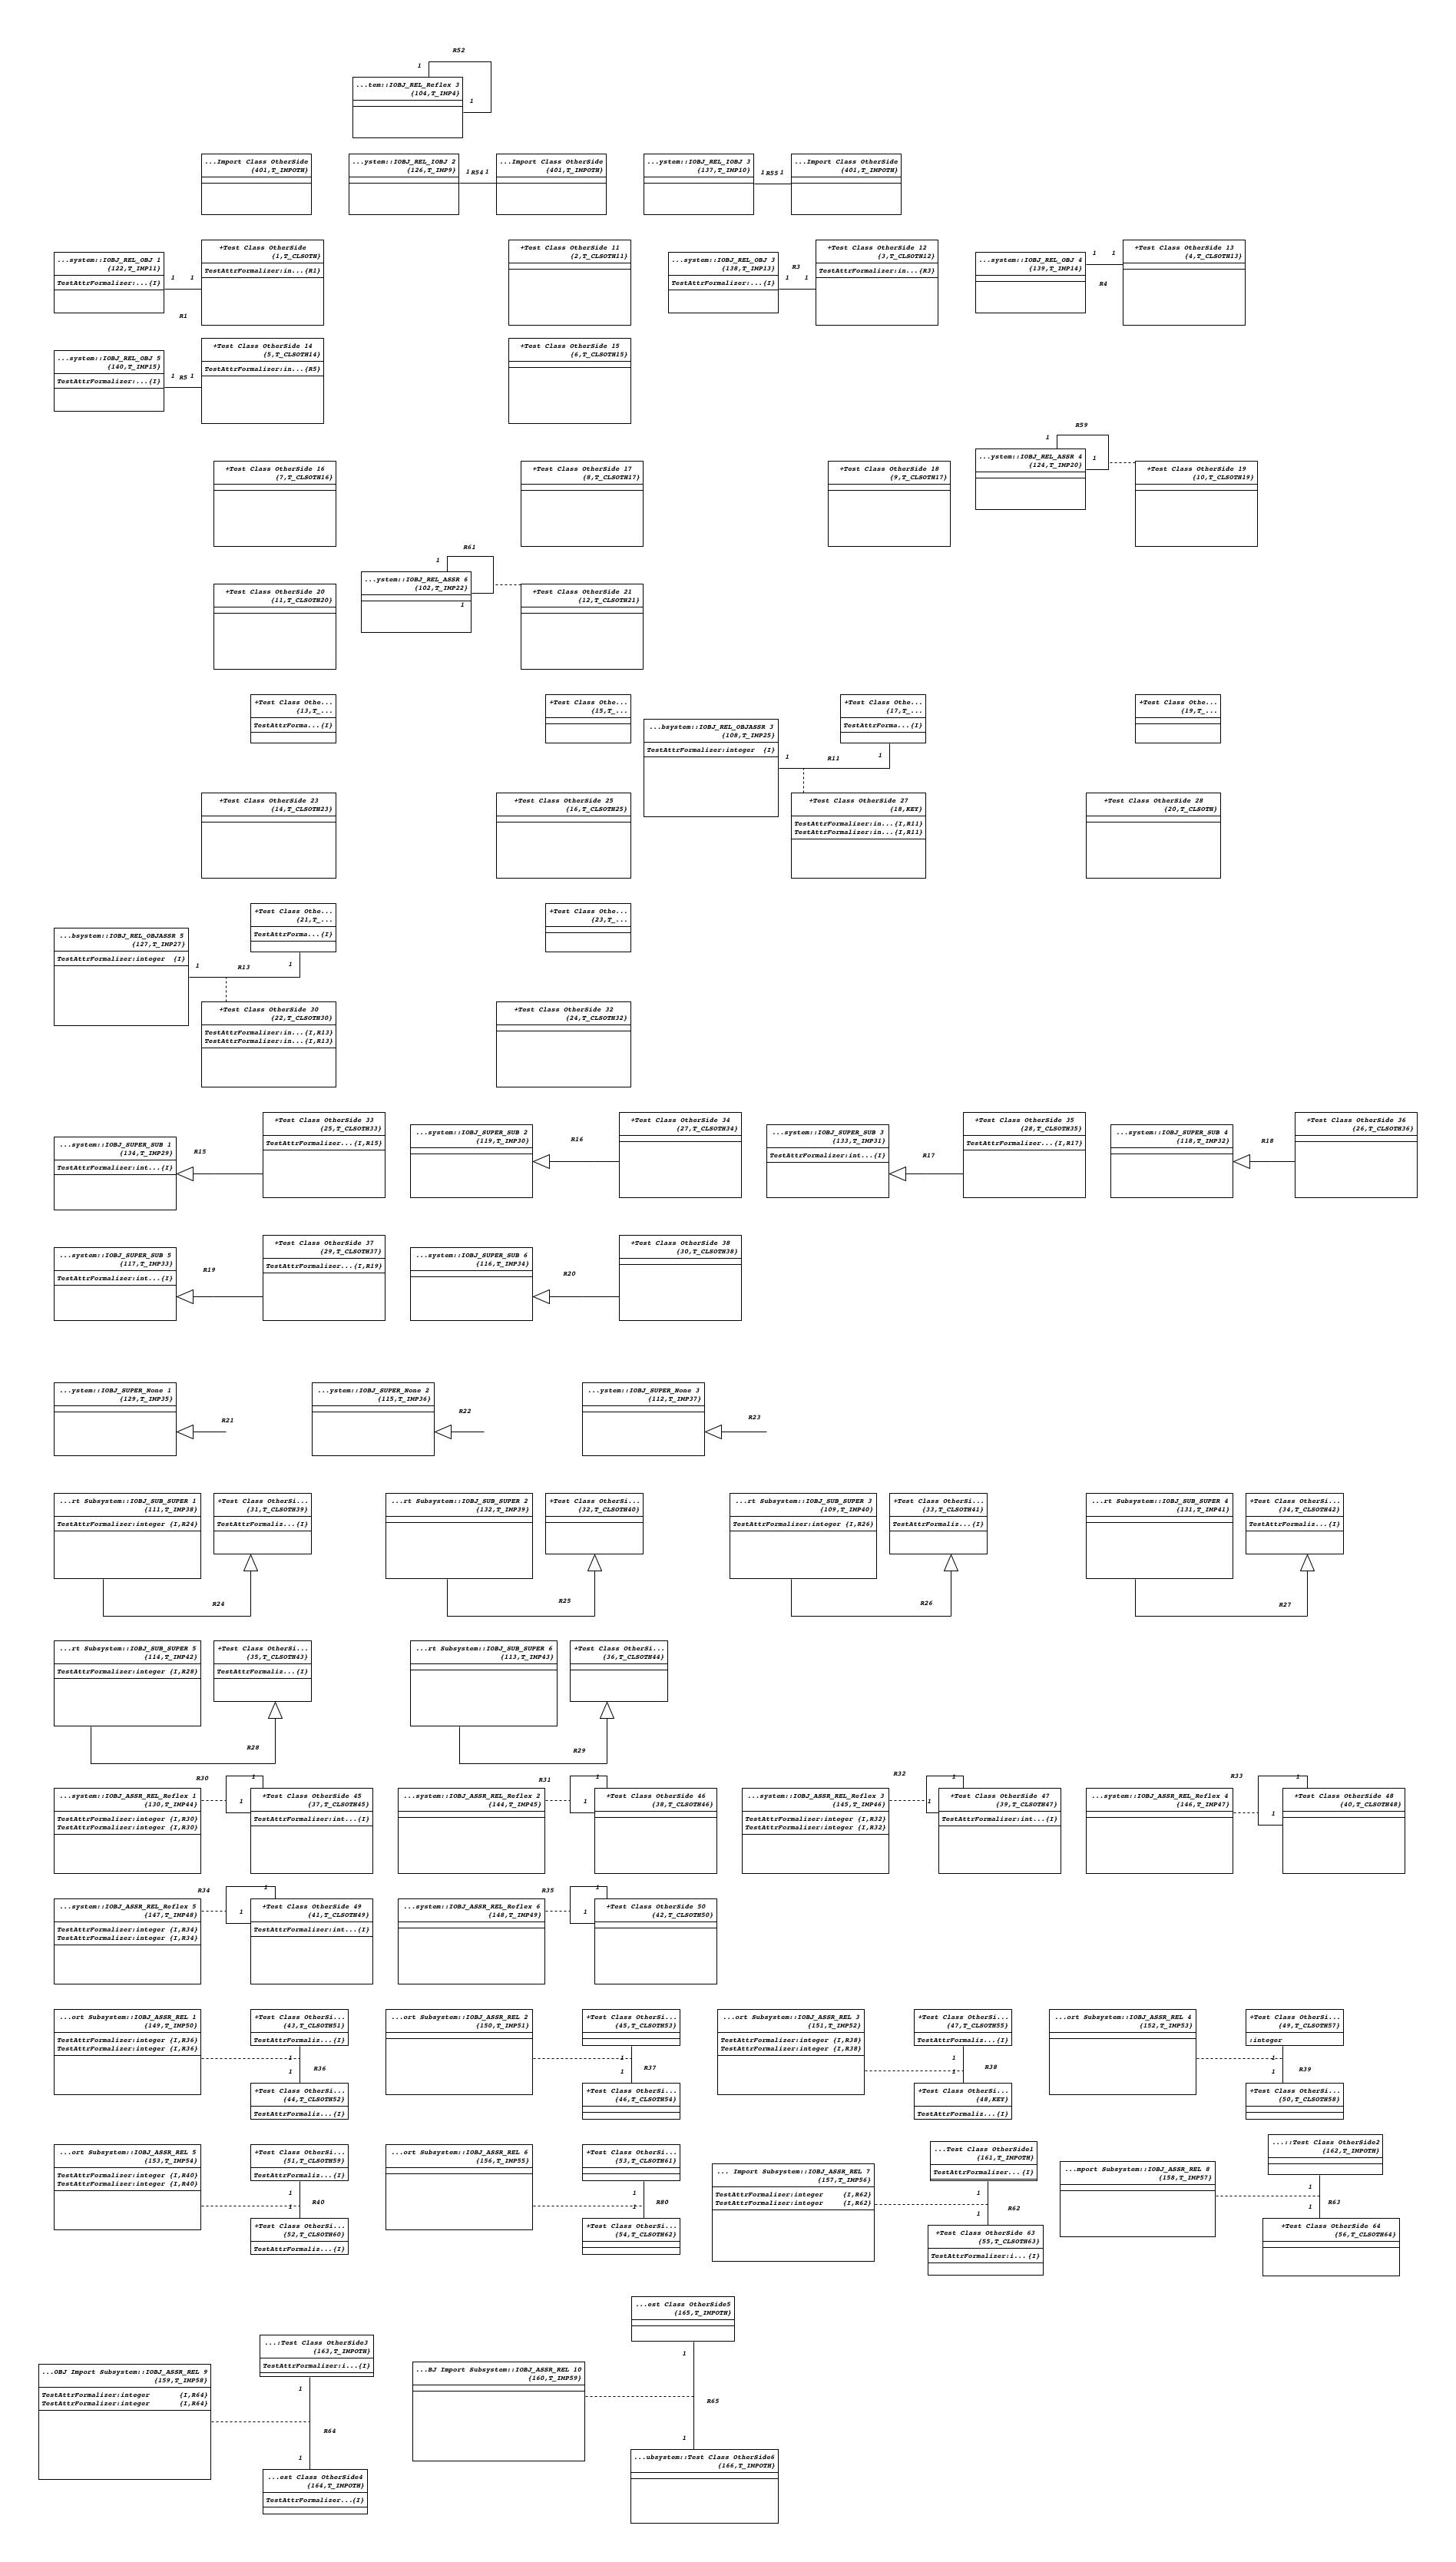 R52
1
...tem::IOBJ_REL_Reflex 3
{104,T_IMP4}
1
...Import Class OtherSide
{401,T_IMPOTH}
...ystem::IOBJ_REL_IOBJ 2
{126,T_IMP9}
1 R54 1
...Import Class OtherSide
{401,T_IMPOTH}
...ystem::IOBJ_REL_IOBJ 3
{137,T_IMP10}
1 R55 1
...Import Class OtherSide
{401,T_IMPOTH}
...system::IOBJ_REL_OBJ 1
{122,T_IMP11}
TestAttrFormalizer:...{I}
1 1
R1
+Test Class OtherSide
{1,T_CLSOTH}
TestAttrFormalizer:in...{R1}
+Test Class OtherSide 11
{2,T_CLSOTH11}
...system::IOBJ_REL_OBJ 3
{138,T_IMP13}
TestAttrFormalizer:...{I}
R3
1 1
+Test Class OtherSide 12
{3,T_CLSOTH12}
TestAttrFormalizer:in...{R3}
...system::IOBJ_REL_OBJ 4
{139,T_IMP14}
1 1
R4
+Test Class OtherSide 13
{4,T_CLSOTH13}
...system::IOBJ_REL_OBJ 5
{140,T_IMP15}
TestAttrFormalizer:...{I}
1 R5 1
+Test Class OtherSide 14
{5,T_CLSOTH14}
TestAttrFormalizer:in...{R5}
+Test Class OtherSide 15
{6,T_CLSOTH15}
+Test Class OtherSide 16
{7,T_CLSOTH16}
+Test Class OtherSide 17
{8,T_CLSOTH17}
+Test Class OtherSide 18
{9,T_CLSOTH17}
R59
1
...ystem::IOBJ_REL_ASSR 4
{124,T_IMP20}
1
+Test Class OtherSide 19
{10,T_CLSOTH19}
+Test Class OtherSide 20
{11,T_CLSOTH20}
R61
1
...ystem::IOBJ_REL_ASSR 6
{102,T_IMP22}
1
+Test Class OtherSide 21
{12,T_CLSOTH21}
+Test Class Othe...
{13,T_...
TestAttrForma...{I}
+Test Class Othe...
{15,T_...
...bsystem::IOBJ_REL_OBJASSR 3
{108,T_IMP25}
TestAttrFormalizer:integer {I}
1
R11
1
+Test Class Othe...
{17,T_...
TestAttrForma...{I}
+Test Class Othe...
{19,T_...
+Test Class OtherSide 23
{14,T_CLSOTH23}
+Test Class OtherSide 25
{16,T_CLSOTH25}
+Test Class OtherSide 27
{18,KEY}
TestAttrFormalizer:in...{I,R11}
TestAttrFormalizer:in...{I,R11}
+Test Class OtherSide 28
{20,T_CLSOTH}
...bsystem::IOBJ_REL_OBJASSR 5
{127,T_IMP27}
TestAttrFormalizer:integer {I}
1
R13
1
+Test Class Othe...
{21,T_...
TestAttrForma...{I}
+Test Class Othe...
{23,T_...
+Test Class OtherSide 30
{22,T_CLSOTH30}
TestAttrFormalizer:in...{I,R13}
TestAttrFormalizer:in...{I,R13}
+Test Class OtherSide 32
{24,T_CLSOTH32}
...system::IOBJ_SUPER_SUB 1
{134,T_IMP29}
TestAttrFormalizer:int...{I}
R15
+Test Class OtherSide 33
{25,T_CLSOTH33}
TestAttrFormalizer...{I,R15}
...system::IOBJ_SUPER_SUB 2
{119,T_IMP30}
R16
+Test Class OtherSide 34
{27,T_CLSOTH34}
...system::IOBJ_SUPER_SUB 3
{133,T_IMP31}
TestAttrFormalizer:int...{I}
R17
+Test Class OtherSide 35
{28,T_CLSOTH35}
TestAttrFormalizer...{I,R17}
...system::IOBJ_SUPER_SUB 4
{118,T_IMP32}
R18
+Test Class OtherSide 36
{26,T_CLSOTH36}
...system::IOBJ_SUPER_SUB 5
{117,T_IMP33}
TestAttrFormalizer:int...{I}
R19
+Test Class OtherSide 37
{29,T_CLSOTH37}
TestAttrFormalizer...{I,R19}
...system::IOBJ_SUPER_SUB 6
{116,T_IMP34}
R20
+Test Class OtherSide 38
{30,T_CLSOTH38}
...ystem::IOBJ_SUPER_None 1
{129,T_IMP35}
R21
...ystem::IOBJ_SUPER_None 2
{115,T_IMP36}
R22
...ystem::IOBJ_SUPER_None 3
{112,T_IMP37}
R23
...rt Subsystem::IOBJ_SUB_SUPER 1
{111,T_IMP38}
TestAttrFormalizer:integer {I,R24}
+Test Class OtherSi...
{31,T_CLSOTH39}
TestAttrFormaliz...{I}
R24
...rt Subsystem::IOBJ_SUB_SUPER 2
{132,T_IMP39}
+Test Class OtherSi...
{32,T_CLSOTH40}
R25
...rt Subsystem::IOBJ_SUB_SUPER 3
{109,T_IMP40}
TestAttrFormalizer:integer {I,R26}
+Test Class OtherSi...
{33,T_CLSOTH41}
TestAttrFormaliz...{I}
R26
...rt Subsystem::IOBJ_SUB_SUPER 4
{131,T_IMP41}
+Test Class OtherSi...
{34,T_CLSOTH42}
TestAttrFormaliz...{I}
R27
...rt Subsystem::IOBJ_SUB_SUPER 5
{114,T_IMP42}
TestAttrFormalizer:integer {I,R28}
+Test Class OtherSi...
{35,T_CLSOTH43}
TestAttrFormaliz...{I}
R28
...rt Subsystem::IOBJ_SUB_SUPER 6
{113,T_IMP43}
+Test Class OtherSi...
{36,T_CLSOTH44}
R29
R30
...system::IOBJ_ASSR_REL_Reflex 1
{130,T_IMP44}
TestAttrFormalizer:integer {I,R30}
TestAttrFormalizer:integer {I,R30}
1
1
+Test Class OtherSide 45
{37,T_CLSOTH45}
TestAttrFormalizer:int...{I}
R31
...system::IOBJ_ASSR_REL_Reflex 2
{144,T_IMP45}
1
1
+Test Class OtherSide 46
{38,T_CLSOTH46}
R32
...system::IOBJ_ASSR_REL_Reflex 3
{145,T_IMP46}
TestAttrFormalizer:integer {I,R32}
TestAttrFormalizer:integer {I,R32}
1
1
+Test Class OtherSide 47
{39,T_CLSOTH47}
TestAttrFormalizer:int...{I}
R33
...system::IOBJ_ASSR_REL_Reflex 4
{146,T_IMP47}
1
1
+Test Class OtherSide 48
{40,T_CLSOTH48}
R34
...system::IOBJ_ASSR_REL_Reflex 5
{147,T_IMP48}
TestAttrFormalizer:integer {I,R34}
TestAttrFormalizer:integer {I,R34}
1
1
+Test Class OtherSide 49
{41,T_CLSOTH49}
TestAttrFormalizer:int...{I}
R35
...system::IOBJ_ASSR_REL_Reflex 6
{148,T_IMP49}
1
1
+Test Class OtherSide 50
{42,T_CLSOTH50}
...ort Subsystem::IOBJ_ASSR_REL 1
{149,T_IMP50}
TestAttrFormalizer:integer {I,R36}
TestAttrFormalizer:integer {I,R36}
+Test Class OtherSi...
{43,T_CLSOTH51}
TestAttrFormaliz...{I}
1
1
R36
+Test Class OtherSi...
{44,T_CLSOTH52}
TestAttrFormaliz...{I}
...ort Subsystem::IOBJ_ASSR_REL 2
{150,T_IMP51}
+Test Class OtherSi...
{45,T_CLSOTH53}
1
1
R37
+Test Class OtherSi...
{46,T_CLSOTH54}
...ort Subsystem::IOBJ_ASSR_REL 3
{151,T_IMP52}
TestAttrFormalizer:integer {I,R38}
TestAttrFormalizer:integer {I,R38}
+Test Class OtherSi...
{47,T_CLSOTH55}
TestAttrFormaliz...{I}
1
1
R38
+Test Class OtherSi...
{48,KEY}
TestAttrFormaliz...{I}
...ort Subsystem::IOBJ_ASSR_REL 4
{152,T_IMP53}
+Test Class OtherSi...
{49,T_CLSOTH57}
:integer
1
1
R39
+Test Class OtherSi...
{50,T_CLSOTH58}
...ort Subsystem::IOBJ_ASSR_REL 5
{153,T_IMP54}
TestAttrFormalizer:integer {I,R40}
TestAttrFormalizer:integer {I,R40}
+Test Class OtherSi...
{51,T_CLSOTH59}
TestAttrFormaliz...{I}
1
1
R40
+Test Class OtherSi...
{52,T_CLSOTH60}
TestAttrFormaliz...{I}
...ort Subsystem::IOBJ_ASSR_REL 6
{156,T_IMP55}
+Test Class OtherSi...
{53,T_CLSOTH61}
1
1
R80
+Test Class OtherSi...
{54,T_CLSOTH62}
... Import Subsystem::IOBJ_ASSR_REL 7
{157,T_IMP56}
TestAttrFormalizer:integer {I,R62}
TestAttrFormalizer:integer {I,R62}
...Test Class OtherSide1
{161,T_IMPOTH}
TestAttrFormalizer...{I}
1
1
R62
+Test Class OtherSide 63
{55,T_CLSOTH63}
TestAttrFormalizer:i...{I}
...mport Subsystem::IOBJ_ASSR_REL 8
{158,T_IMP57}
...::Test Class OtherSide2
{162,T_IMPOTH}
1
1
R63
+Test Class OtherSide 64
{56,T_CLSOTH64}
...OBJ Import Subsystem::IOBJ_ASSR_REL 9
{159,T_IMP58}
TestAttrFormalizer:integer {I,R64}
TestAttrFormalizer:integer {I,R64}
...:Test Class OtherSide3
{163,T_IMPOTH}
TestAttrFormalizer:i...{I}
1
R64
1
...est Class OtherSide4
{164,T_IMPOTH}
TestAttrFormalizer...{I}
...BJ Import Subsystem::IOBJ_ASSR_REL 10
{160,T_IMP59}
...est Class OtherSide5
{165,T_IMPOTH}
1
R65
1
...ubsystem::Test Class OtherSide6
{166,T_IMPOTH}